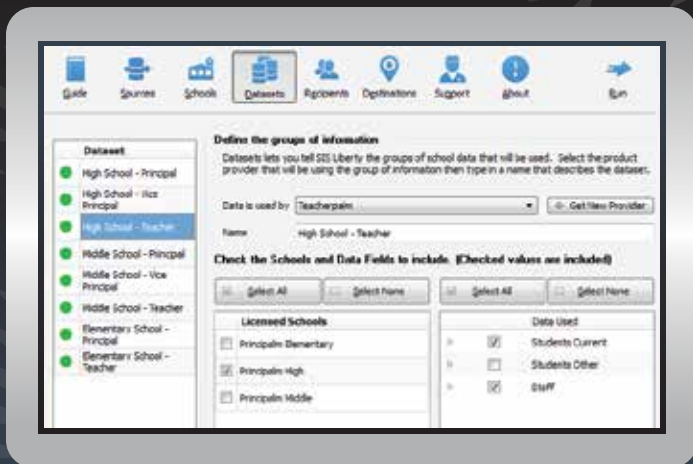 Guide Sources Schools Datasets Recipients Destinations Support About Run
Dataset
High School - Principal
High School - Vice
Principal
High School - Teacher
Middle School - Principal
Middle School - Vice
Principal
Middle School - Teacher
Elementary School -
Principal
Elementary School -
Teacher
Define the groups of information
Datasets lets you tell SIS Liberty the groups of school data that will be used. Select the product
provider that will be using the group of information then type in a name that describes the dataset.
Data is used by Teacherpalm Get New Provider
Name High School - Teacher
Check the Schools and Data Fields to include. (Checked values are included)
Select All Select None Select All Select None
Licensed Schools
Principalm Elementary
Principalm High
Principalm Middle
Data Used
Students Current
Students Other
Staff